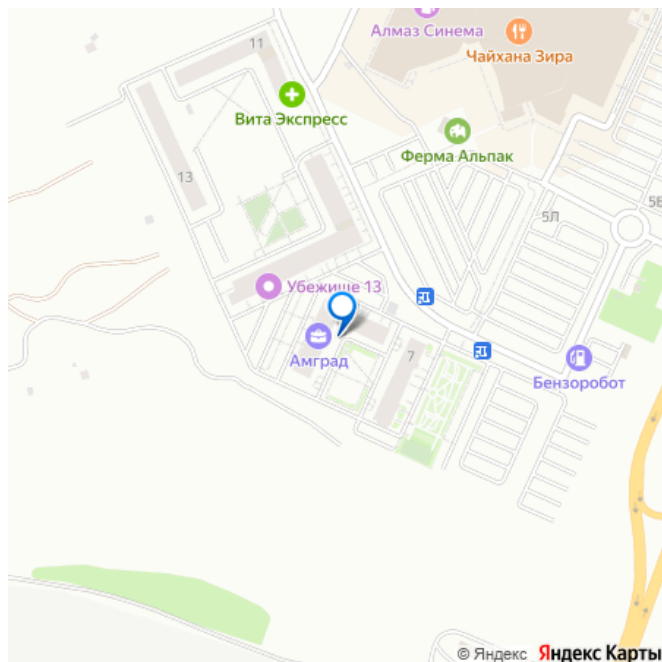 Алмаз Синема
11
Чайхана Зира
Вита Экспресс
Ферма Альпак
13
5Л
Убежище 13
Амград
7
Бензоробот
© Яндекс Яндекс Карты